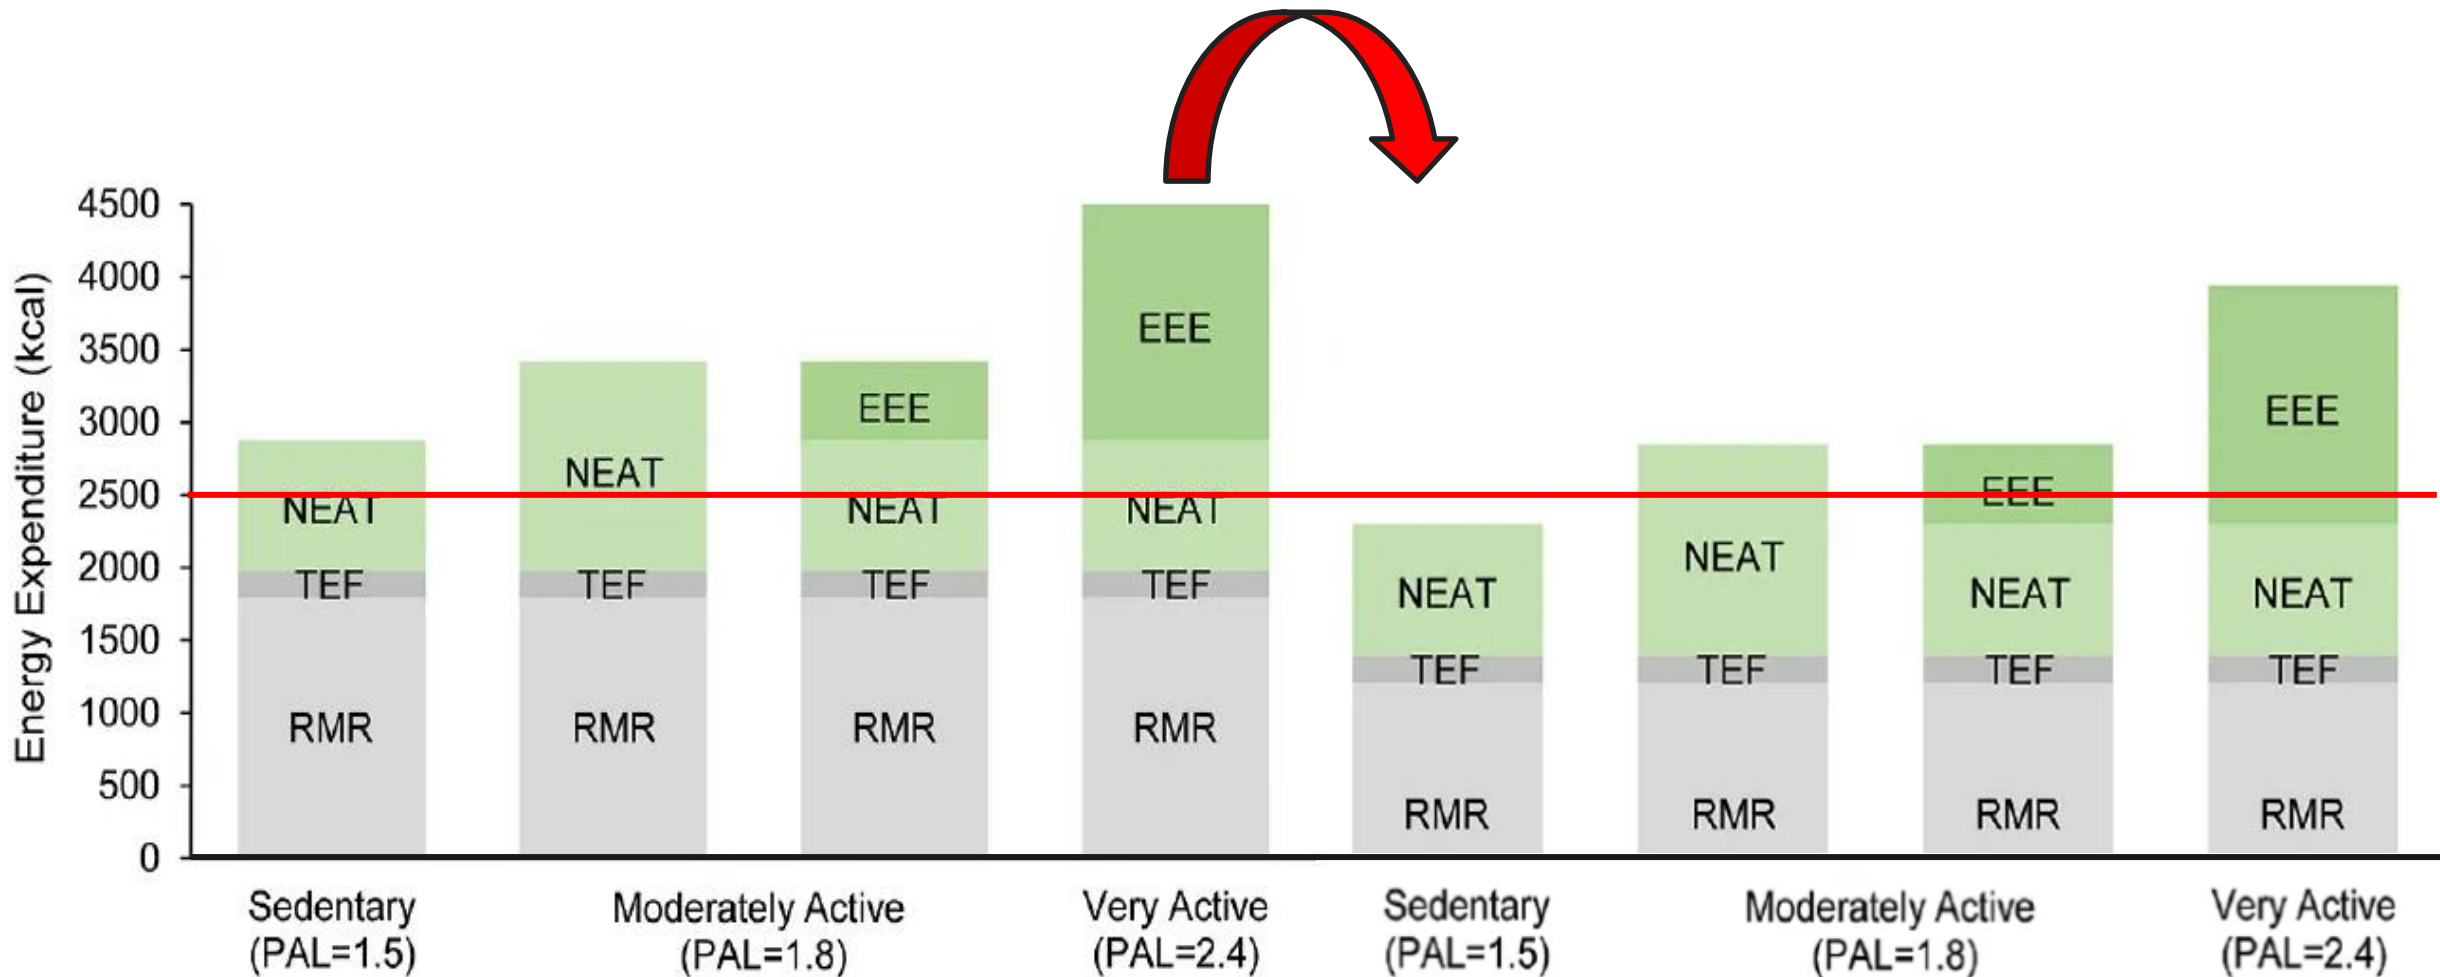 Energy Expenditure (kcal)
4500
4000
3500
3000
2500
2000
1500
1000
500
0
NEAT
TEF
RMR
NEAT
TEF
RMR
EEE
NEAT
TEF
RMR
EEE
NEAT
TEF
RMR
NEAT
TEF
RMR
NEAT
TEF
RMR
EEE
NEAT
TEF
RMR
EEE
NEAT
TEF
RMR
Sedentary
(PAL=1.5)
Moderately Active
(PAL=1.8)
Very Active
(PAL=2.4)
Sedentary
(PAL=1.5)
Moderately Active
(PAL=1.8)
Very Active
(PAL=2.4)